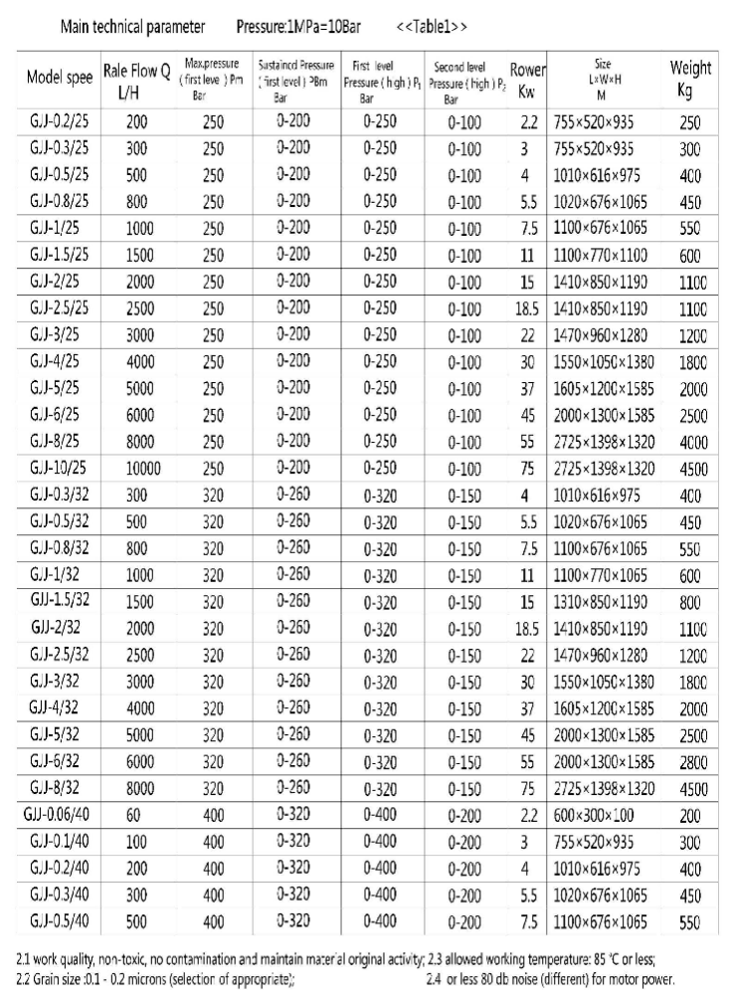 Main technical parameter Pressure:1MPa=10Bar <<Table1>>
Model spee Rale Flow Q L/H Max.pressure (first leve ) Pm Bar Sustaincd Pressure (first level) PBm Bar First level Pressure (high) P₁ Bar Second level Pressure (high) P₂ Bar Rower Kw Size L×W×H M Weight Kg
GJJ-0.2/25 200 250 0-200 0-250 0-100 2.2 755×520×935 250
GJJ-0.3/25 300 250 0-200 0-250 0-100 3 755×520×935 300
GJJ-0.5/25 500 250 0-200 0-250 0-100 4 1010×616×975 400
GJJ-0.8/25 800 250 0-200 0-250 0-100 5.5 1020×676×1065 450
GJJ-1/25 1000 250 0-200 0-250 0-100 7.5 1100×676×1065 550
GJJ-1.5/25 1500 250 0-200 0-250 0-100 11 1100×770×1100 600
GJJ-2/25 2000 250 0-200 0-250 0-100 15 1410×850×1190 1100
GJJ-2.5/25 2500 250 0-200 0-250 0-100 18.5 1410×850×1190 1100
GJJ-3/25 3000 250 0-200 0-250 0-100 22 1470×960×1280 1200
GJJ-4/25 4000 250 0-200 0-250 0-100 30 1550×1050×1380 1800
GJJ-5/25 5000 250 0-200 0-250 0-100 37 1605×1200×1585 2000
GJJ-6/25 6000 250 0-200 0-250 0-100 45 2000×1300×1585 2500
GJJ-8/25 8000 250 0-200 0-250 0-100 55 2725×1398×1320 4000
GJJ-10/25 10000 250 0-200 0-250 0-100 75 2725×1398×1320 4500
GJJ-0.3/32 300 320 0-260 0-320 0-150 4 1010×616×975 400
GJJ-0.5/32 500 320 0-260 0-320 0-150 5.5 1020×676×1065 450
GJJ-0.8/32 800 320 0-260 0-320 0-150 7.5 1100×676×1065 550
GJJ-1/32 1000 320 0-260 0-320 0-150 11 1100×770×1065 600
GJJ-1.5/32 1500 320 0-260 0-320 0-150 15 1310×850×1190 800
GJJ-2/32 2000 320 0-260 0-320 0-150 18.5 1410×850×1190 1100
GJJ-2.5/32 2500 320 0-260 0-320 0-150 22 1470×960×1280 1200
GJJ-3/32 3000 320 0-260 0-320 0-150 30 1550×1050×1380 1800
GJJ-4/32 4000 320 0-260 0-320 0-150 37 1605×1200×1585 2000
GJJ-5/32 5000 320 0-260 0-320 0-150 45 2000×1300×1585 2500
GJJ-6/32 6000 320 0-260 0-320 0-150 55 2000×1300×1585 2800
GJJ-8/32 8000 320 0-260 0-320 0-150 75 2725×1398×1320 4500
GJJ-0.06/40 60 400 0-320 0-400 0-200 2.2 600×300×100 200
GJJ-0.1/40 100 400 0-320 0-400 0-200 3 755×520×935 300
GJJ-0.2/40 200 400 0-320 0-400 0-200 4 1010×616×975 400
GJJ-0.3/40 300 400 0-320 0-400 0-200 5.5 1020×676×1065 450
GJJ-0.5/40 500 400 0-320 0-400 0-200 7.5 1100×676×1065 550
2.1 work quality, non-toxic, no contamination and maintain material original activity; 2.3 allowed working temperature: 85 °C or less;
2.2 Grain size :0.1 - 0.2 microns (selection of appropriate); 2.4 or less 80 db noise (different) for motor power.